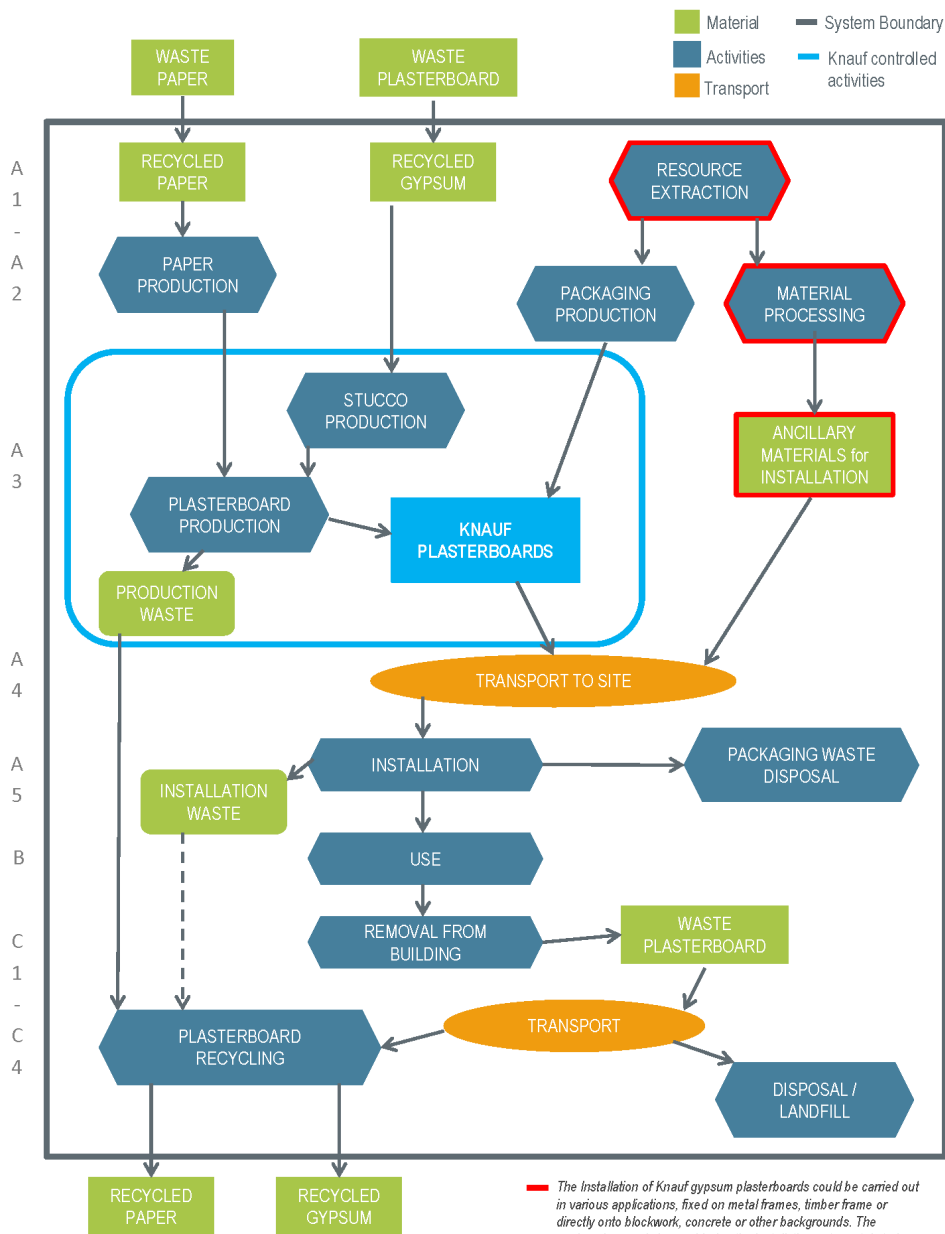 Material
System Boundary
Activities
Knauf controlled
activities
Transport
WASTE
PAPER
WASTE
PLASTERBOARD
A
1
-
A
2
RECYCLED
PAPER
RECYCLED
GYPSUM
RESOURCE
EXTRACTION
PAPER
PRODUCTION
PACKAGING
PRODUCTION
MATERIAL
PROCESSING
A
3
STUCCO
PRODUCTION
ANCILLARY
MATERIALS for
INSTALLATION
PLASTERBOARD
PRODUCTION
KNAUF
PLASTERBOARDS
PRODUCTION
WASTE
A
4
TRANSPORT TO SITE
A
5
INSTALLATION
PACKAGING WASTE
DISPOSAL
INSTALLATION
WASTE
B
USE
C
1
-
C
4
REMOVAL FROM
BUILDING
WASTE
PLASTERBOARD
TRANSPORT
PLASTERBOARD
RECYCLING
DISPOSAL /
LANDFILL
RECYCLED
PAPER
RECYCLED
GYPSUM
The Installation of Knauf gypsum plasterboards could be carried out
in various applications, fixed on metal frames, timber frame or
directly onto blockwork, concrete or other backgrounds. The